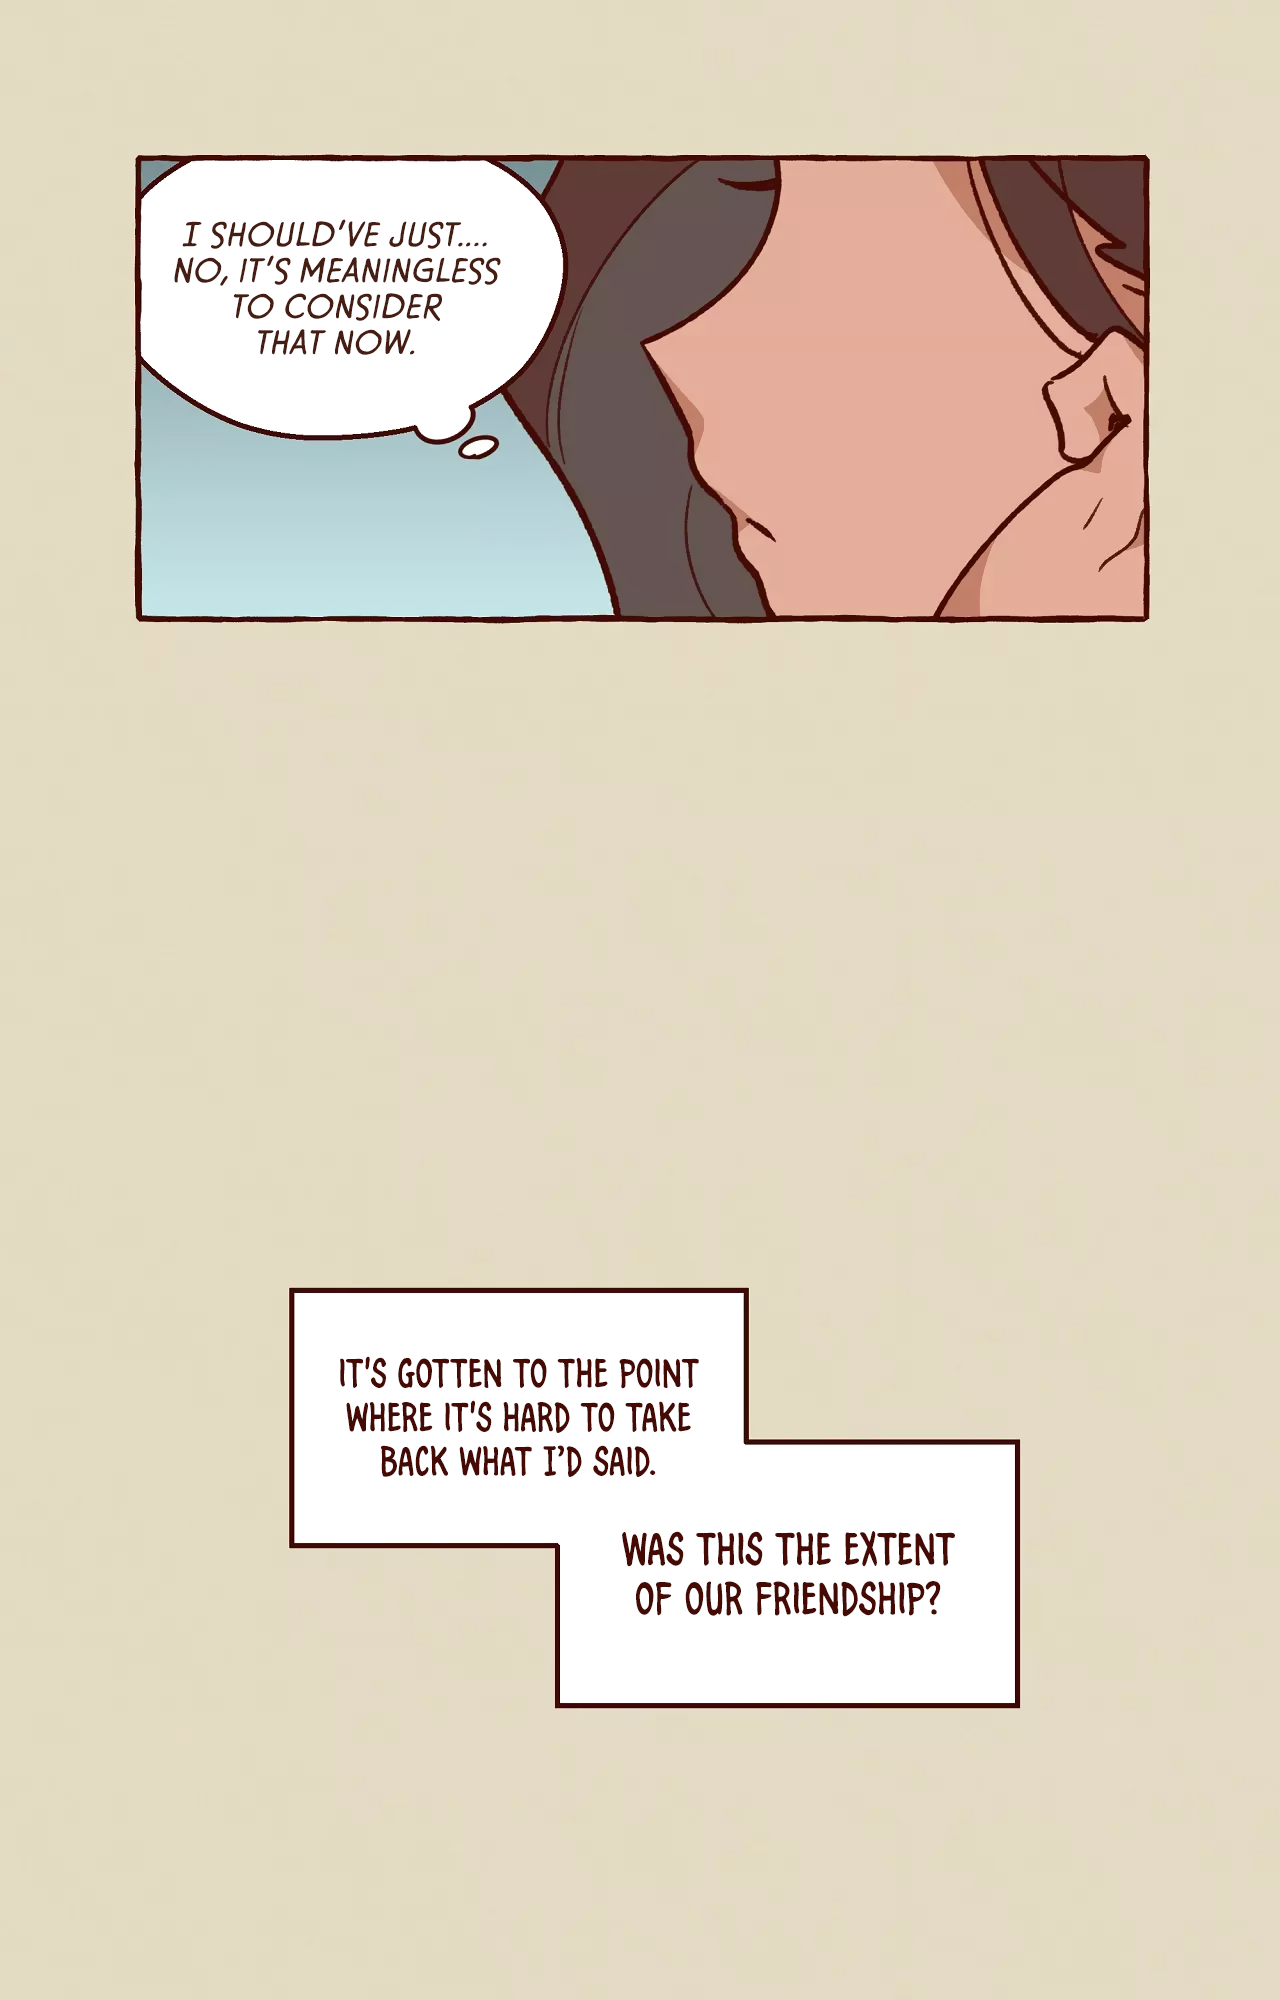 I SHOULD'VE JUST....
NO, IT'S MEANINGLESS
TO CONSIDER
THAT NOW.
IT'S GOTTEN TO THE POINT
WHERE IT'S HARD TO TAKE
BACK WHAT I'D SAID.
WAS THIS THE EXTENT
OF OUR FRIENDSHIP?